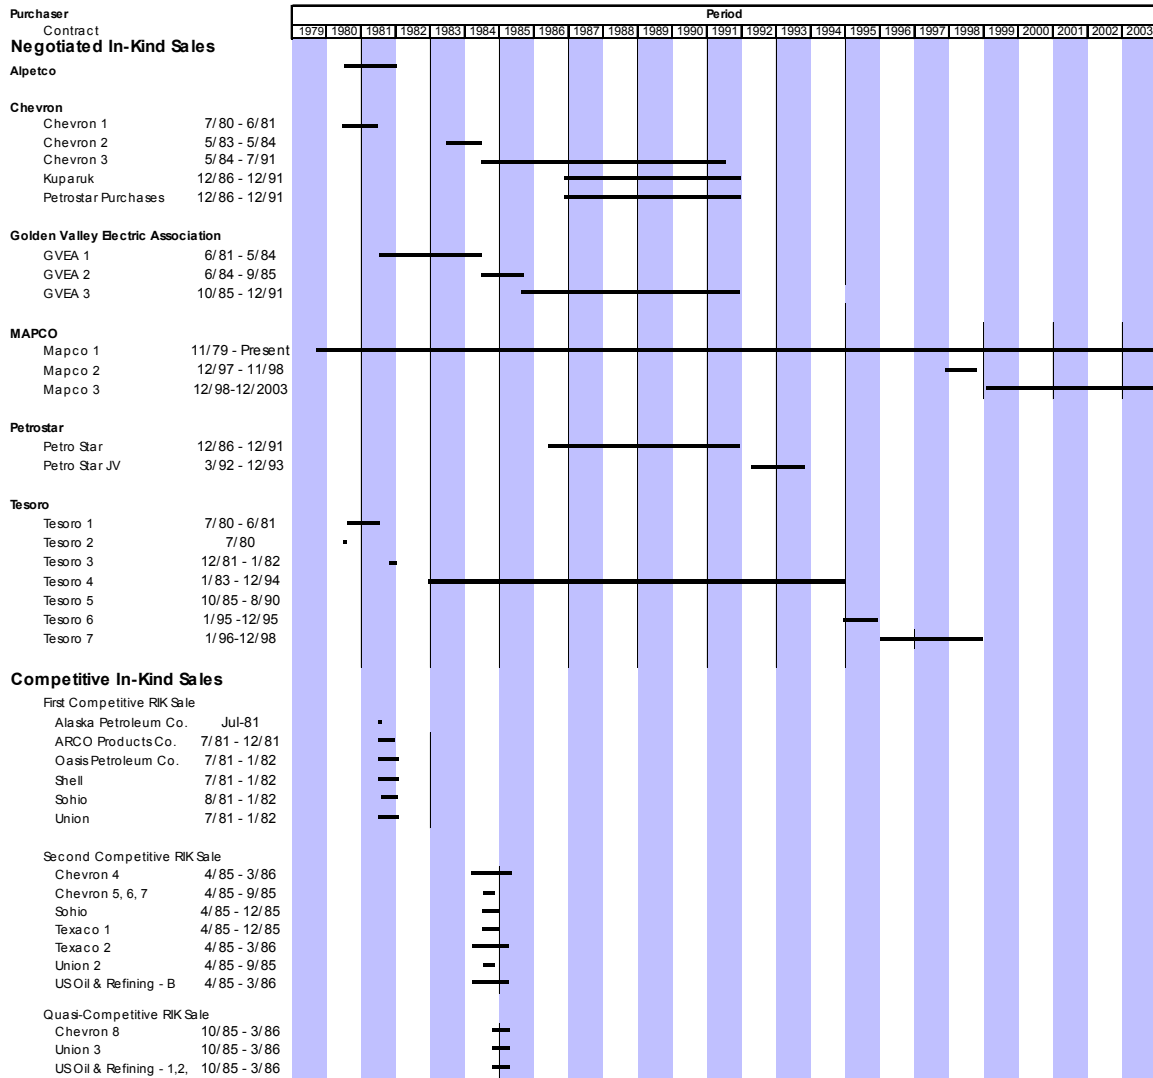 Purchaser Period
Contract 1979 1980 1981 1982 1983 1984 1985 1986 1987 1988 1989 1990 1991 1992 1993 1994 1995 1996 1997 1998 1999 2000 2001 2002 2003
Negotiated In-Kind Sales
Alpetco
Chevron
Chevron 1 7/80 - 6/81
Chevron 2 5/83 - 5/84
Chevron 3 5/84 - 7/91
Kuparuk 12/86 - 12/91
Petrostar Purchases 12/86 - 12/91
Golden Valley Electric Association
GVEA 1 6/81 - 5/84
GVEA 2 6/84 - 9/85
GVEA 3 10/85 - 12/91
MAPCO
Mapco 1 11/79 - Present
Mapco 2 12/97 - 11/98
Mapco 3 12/98-12/2003
Petrostar
Petro Star 12/86 - 12/91
Petro Star JV 3/92 - 12/93
Tesoro
Tesoro 1 7/80 - 6/81
Tesoro 2 7/80
Tesoro 3 12/81 - 1/82
Tesoro 4 1/83 - 12/94
Tesoro 5 10/85 - 8/90
Tesoro 6 1/95 -12/95
Tesoro 7 1/96-12/98
Competitive In-Kind Sales
First Competitive RIK Sale
Alaska Petroleum Co. Jul-81
ARCO Products Co. 7/81 - 12/81
Oasis Petroleum Co. 7/81 - 1/82
Shell 7/81 - 1/82
Sohio 8/81 - 1/82
Union 7/81 - 1/82
Second Competitive RIK Sale
Chevron 4 4/85 - 3/86
Chevron 5, 6, 7 4/85 - 9/85
Sohio 4/85 - 12/85
Texaco 1 4/85 - 12/85
Texaco 2 4/85 - 3/86
Union 2 4/85 - 9/85
US Oil & Refining - B 4/85 - 3/86
Quasi-Competitive RIK Sale
Chevron 8 10/85 - 3/86
Union 3 10/85 - 3/86
US Oil & Refining - 1,2, 10/85 - 3/86